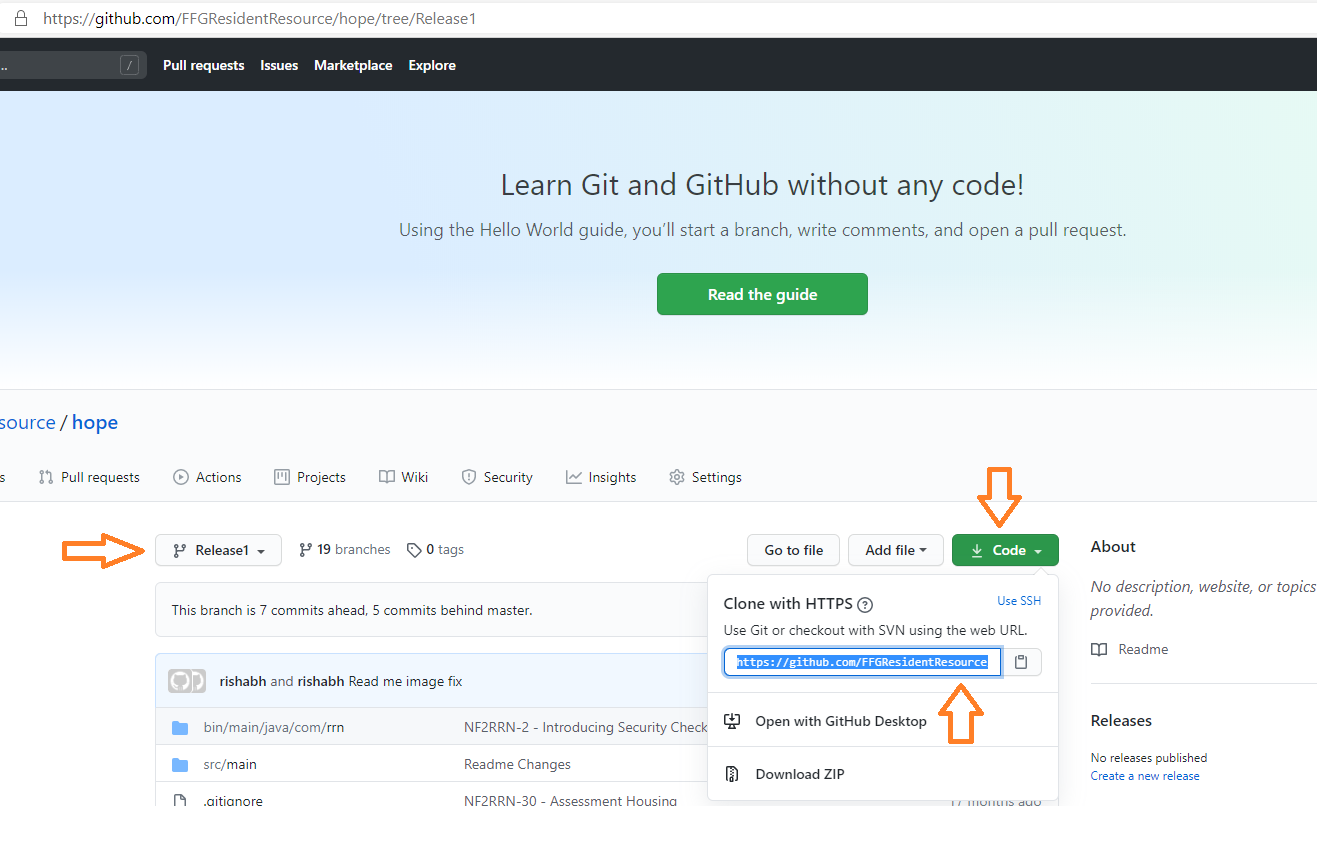 https://github.com/FFGResidentResource/hope/tree/Release1
.. / Pull requests Issues Marketplace Explore
Learn Git and GitHub without any code!
Using the Hello World guide, you’ll start a branch, write comments, and open a pull request.
Read the guide
source / hope
s Pull requests Actions Projects Wiki Security Insights Settings
Release1 19 branches 0 tags Go to file Add file Code
About
No description, website, or topics
provided.
Readme
Releases
No releases published
Create a new release
This branch is 7 commits ahead, 5 commits behind master.
Clone with HTTPS ? Use SSH
Use Git or checkout with SVN using the web URL.
https://github.com/FFGResidentResource
Open with GitHub Desktop
Download ZIP
rishabh and rishabh Read me image fix
bin/main/java/com/rrn NF2RRN-2 - Introducing Security Check
src/main Readme Changes
.gitignore NF2RRN-30 - Assessment Housing 17 months ago